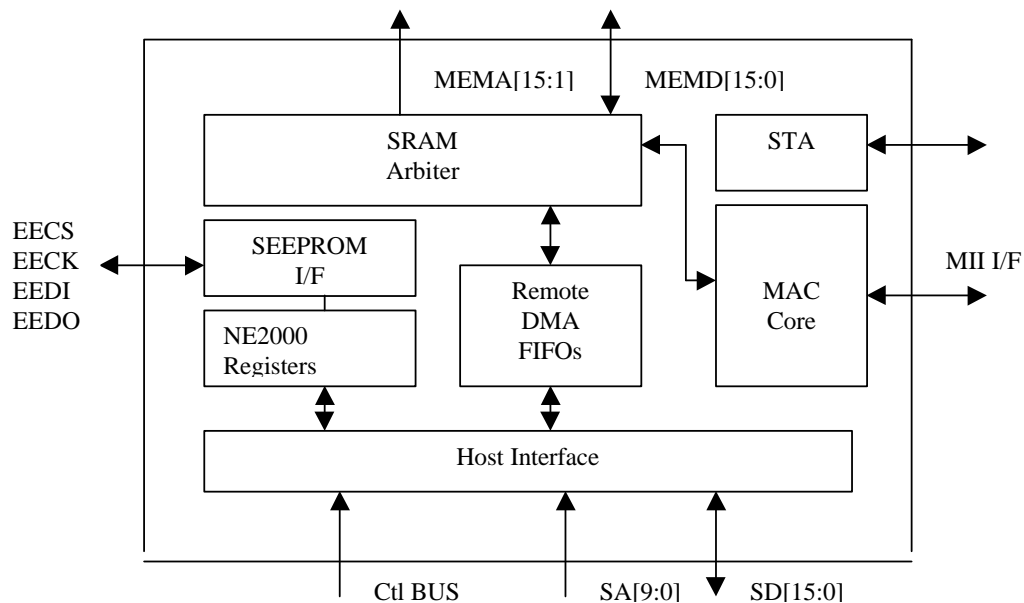 MEMA[15:1]
MEMD[15:0]
SRAM
Arbiter
STA
EECS
EECK
EEDI
EEDO
SEEPROM
I/F
Remote
DMA
FIFOs
MAC
Core
MII I/F
NE2000
Registers
Host Interface
Ctl BUS
SA[9:0]
SD[15:0]